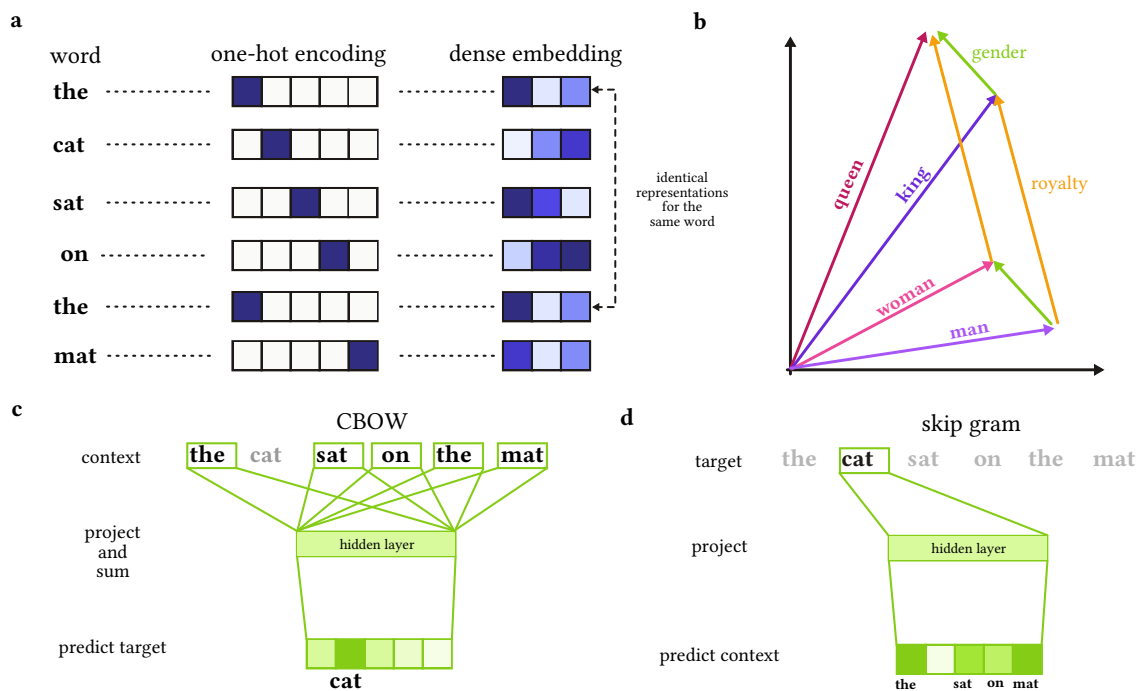 a
word one-hot encoding dense embedding
the
cat
sat
on
the
mat
identical
representations
for the
same word
b
gender
queen
king
royalty
woman
man
c
CBOW
context the cat sat on the mat
project
and
sum
hidden layer
predict target
cat
d
skip gram
target the cat sat on the mat
project hidden layer
predict context
the sat on mat